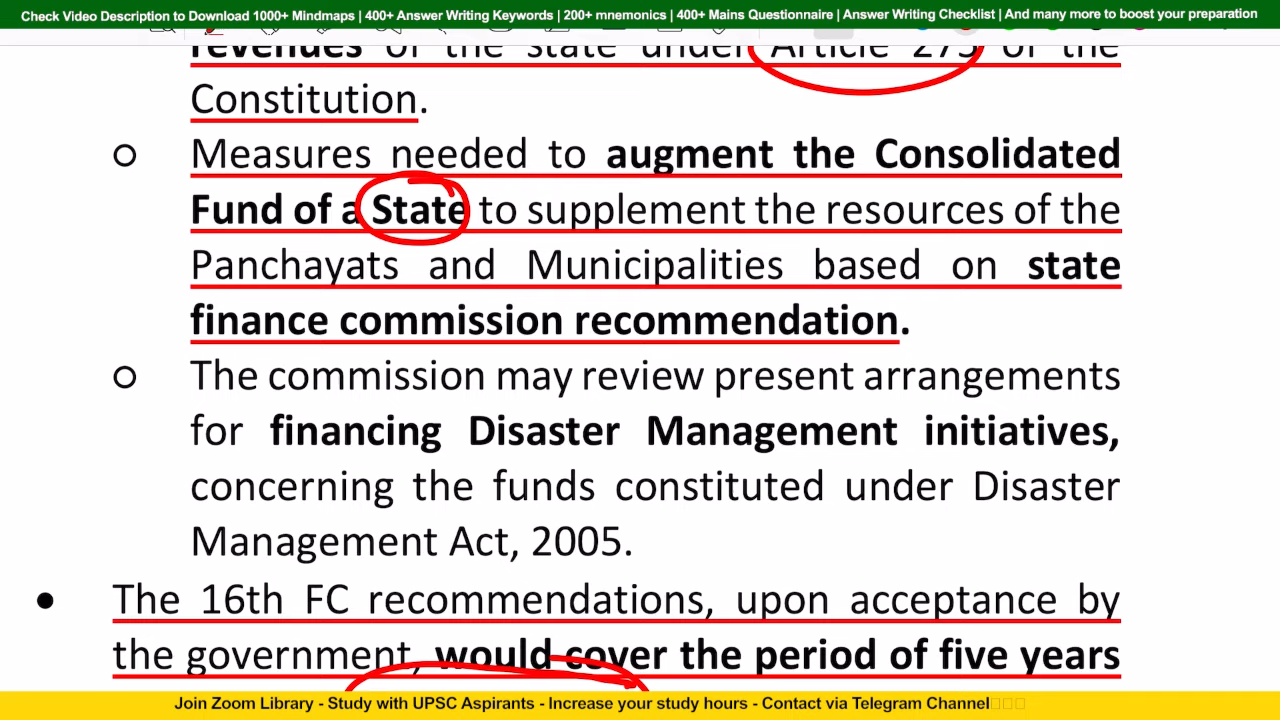 Check Video Description to Download 1000+ Mindmaps | 400+ Answer Writing Keywords | 200+ mnemonics | 400+ Mains Questionnaire | Answer Writing Checklist | And many more to boost your preparation
revenues of the state under Article 275 of the
Constitution.
○ Measures needed to augment the Consolidated
Fund of a State to supplement the resources of the
Panchayats and Municipalities based on state
finance commission recommendation.
○ The commission may review present arrangements
for financing Disaster Management initiatives,
concerning the funds constituted under Disaster
Management Act, 2005.
● The 16th FC recommendations, upon acceptance by
the government, would cover the period of five years
Join Zoom Library - Study with UPSC Aspirants - Increase your study hours - Contact via Telegram Channel